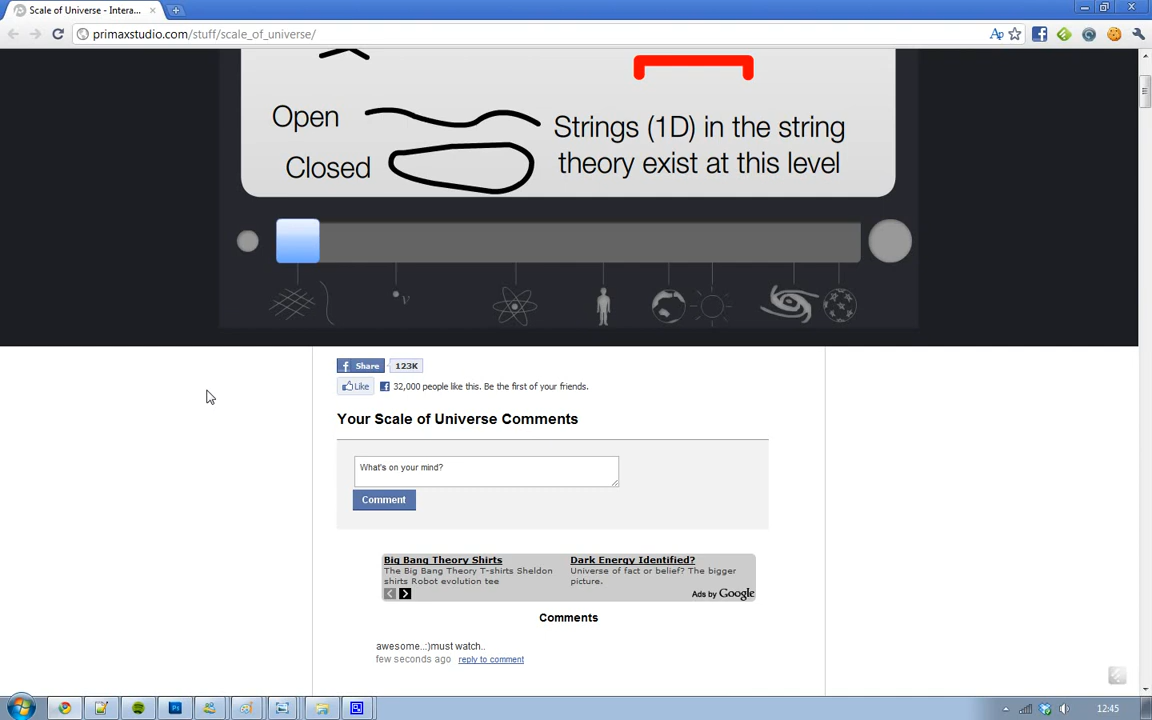 Scale of Universe - Intera...
primaxstudio.com/stuff/scale_of_universe/
Open
Closed
Strings (1D) in the string
theory exist at this level
v
Share 123K
Like 32,000 people like this. Be the first of your friends.
Your Scale of Universe Comments
What's on your mind?
Comment
Big Bang Theory Shirts
The Big Bang Theory T-shirts Sheldon
shirts Robot evolution tee
Dark Energy Identified?
Universe of fact or belief? The bigger
picture.
Ads by Google
Comments
awesome..:)must watch..
few seconds ago reply to comment
12:45